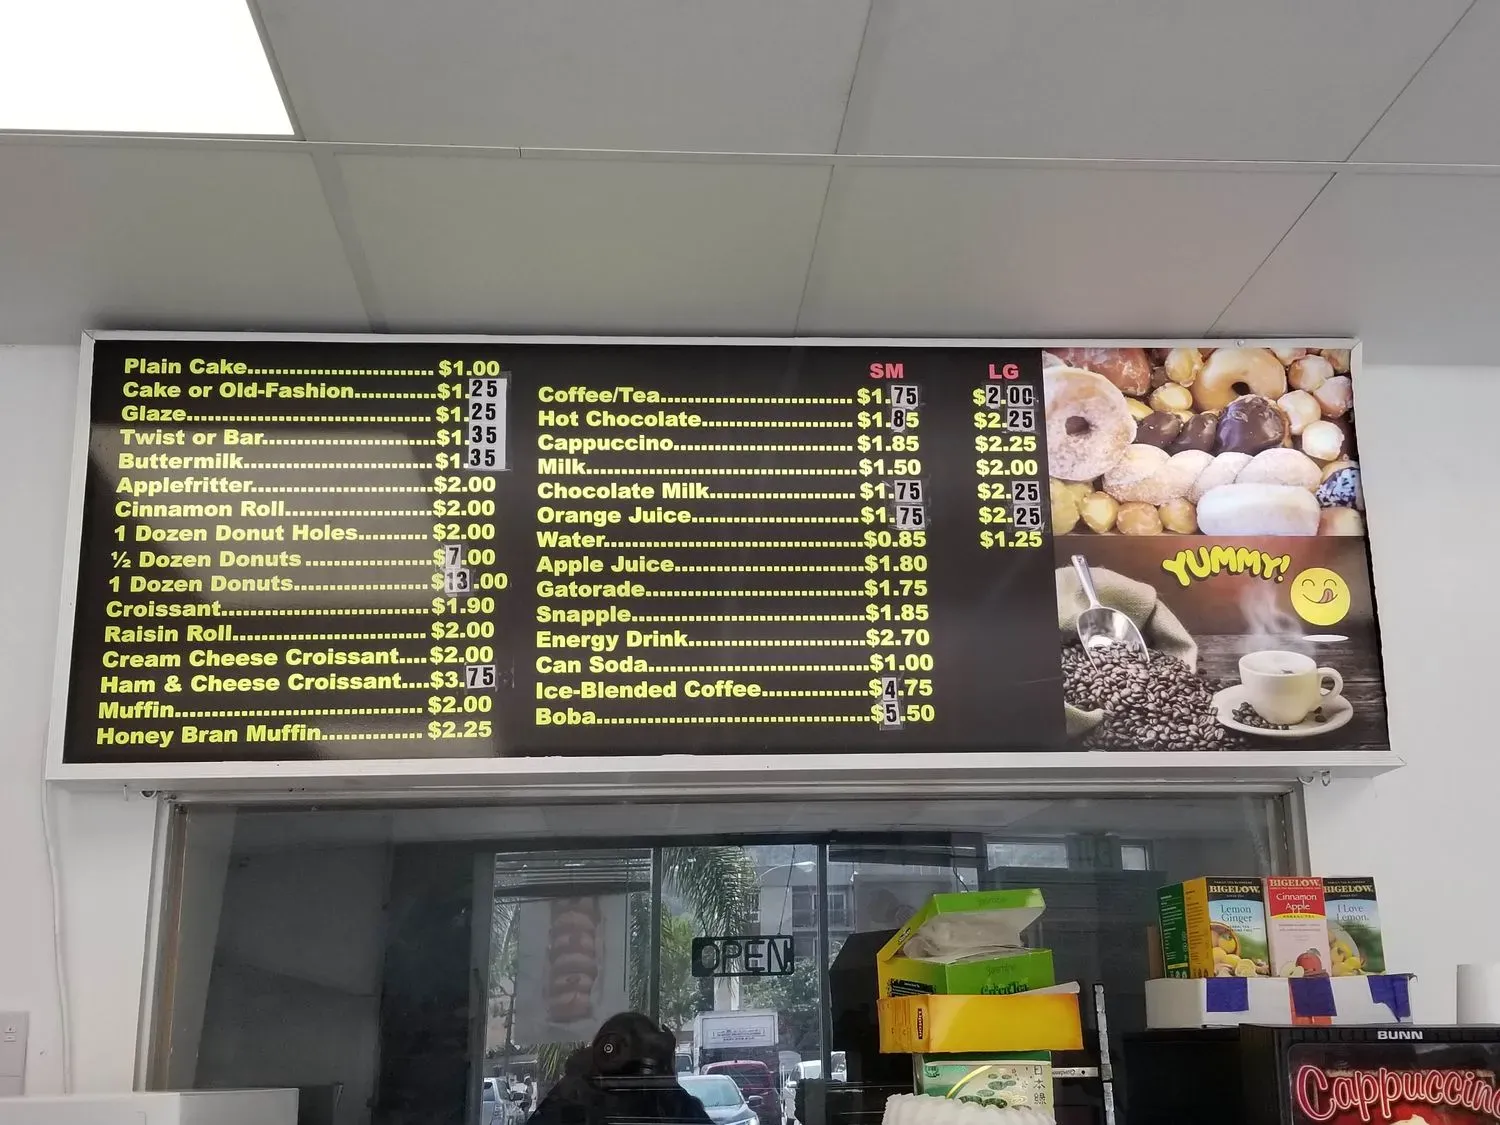 Plain Cake.............................. $1.00
Cake or Old-Fashion............$1.25
Glaze........................................$1.25
Twist or Bar............................$1.35
Buttermilk...............................$1.35
Applefritter..............................$2.00
Cinnamon Roll........................$2.00
1 Dozen Donut Holes...........$2.00
½ Dozen Donuts ....................$7.00
1 Dozen Donuts......................$13.00
Croissant..................................$1.90
Raisin Roll............................... $2.00
Cream Cheese Croissant....$2.00
Ham & Cheese Croissant....$3.75
Muffin........................................ $2.00
Honey Bran Muffin................ $2.25
SM LG
Coffee/Tea............................... $1.75 $2.00
Hot Chocolate........................$1.85 $2.25
Cappuccino.............................$1.85 $2.25
Milk............................................$1.50 $2.00
Chocolate Milk....................... $1.75 $2.25
Orange Juice...........................$1.75 $2.25
Water.........................................$0.85 $1.25
Apple Juice..............................$1.80
Gatorade...................................$1.75
Snapple.....................................$1.85
Energy Drink............................$2.70
Can Soda...................................$1.00
Ice-Blended Coffee.................$4.75
Boba............................................$5.50
YUMMY!
OPEN
BIGELOW
Lemon
Ginger
BIGELOW
Cinnamon
Apple
BIGELOW
I Love
Lemon
Green Tea
日本緑
BUNN
Cappuccino